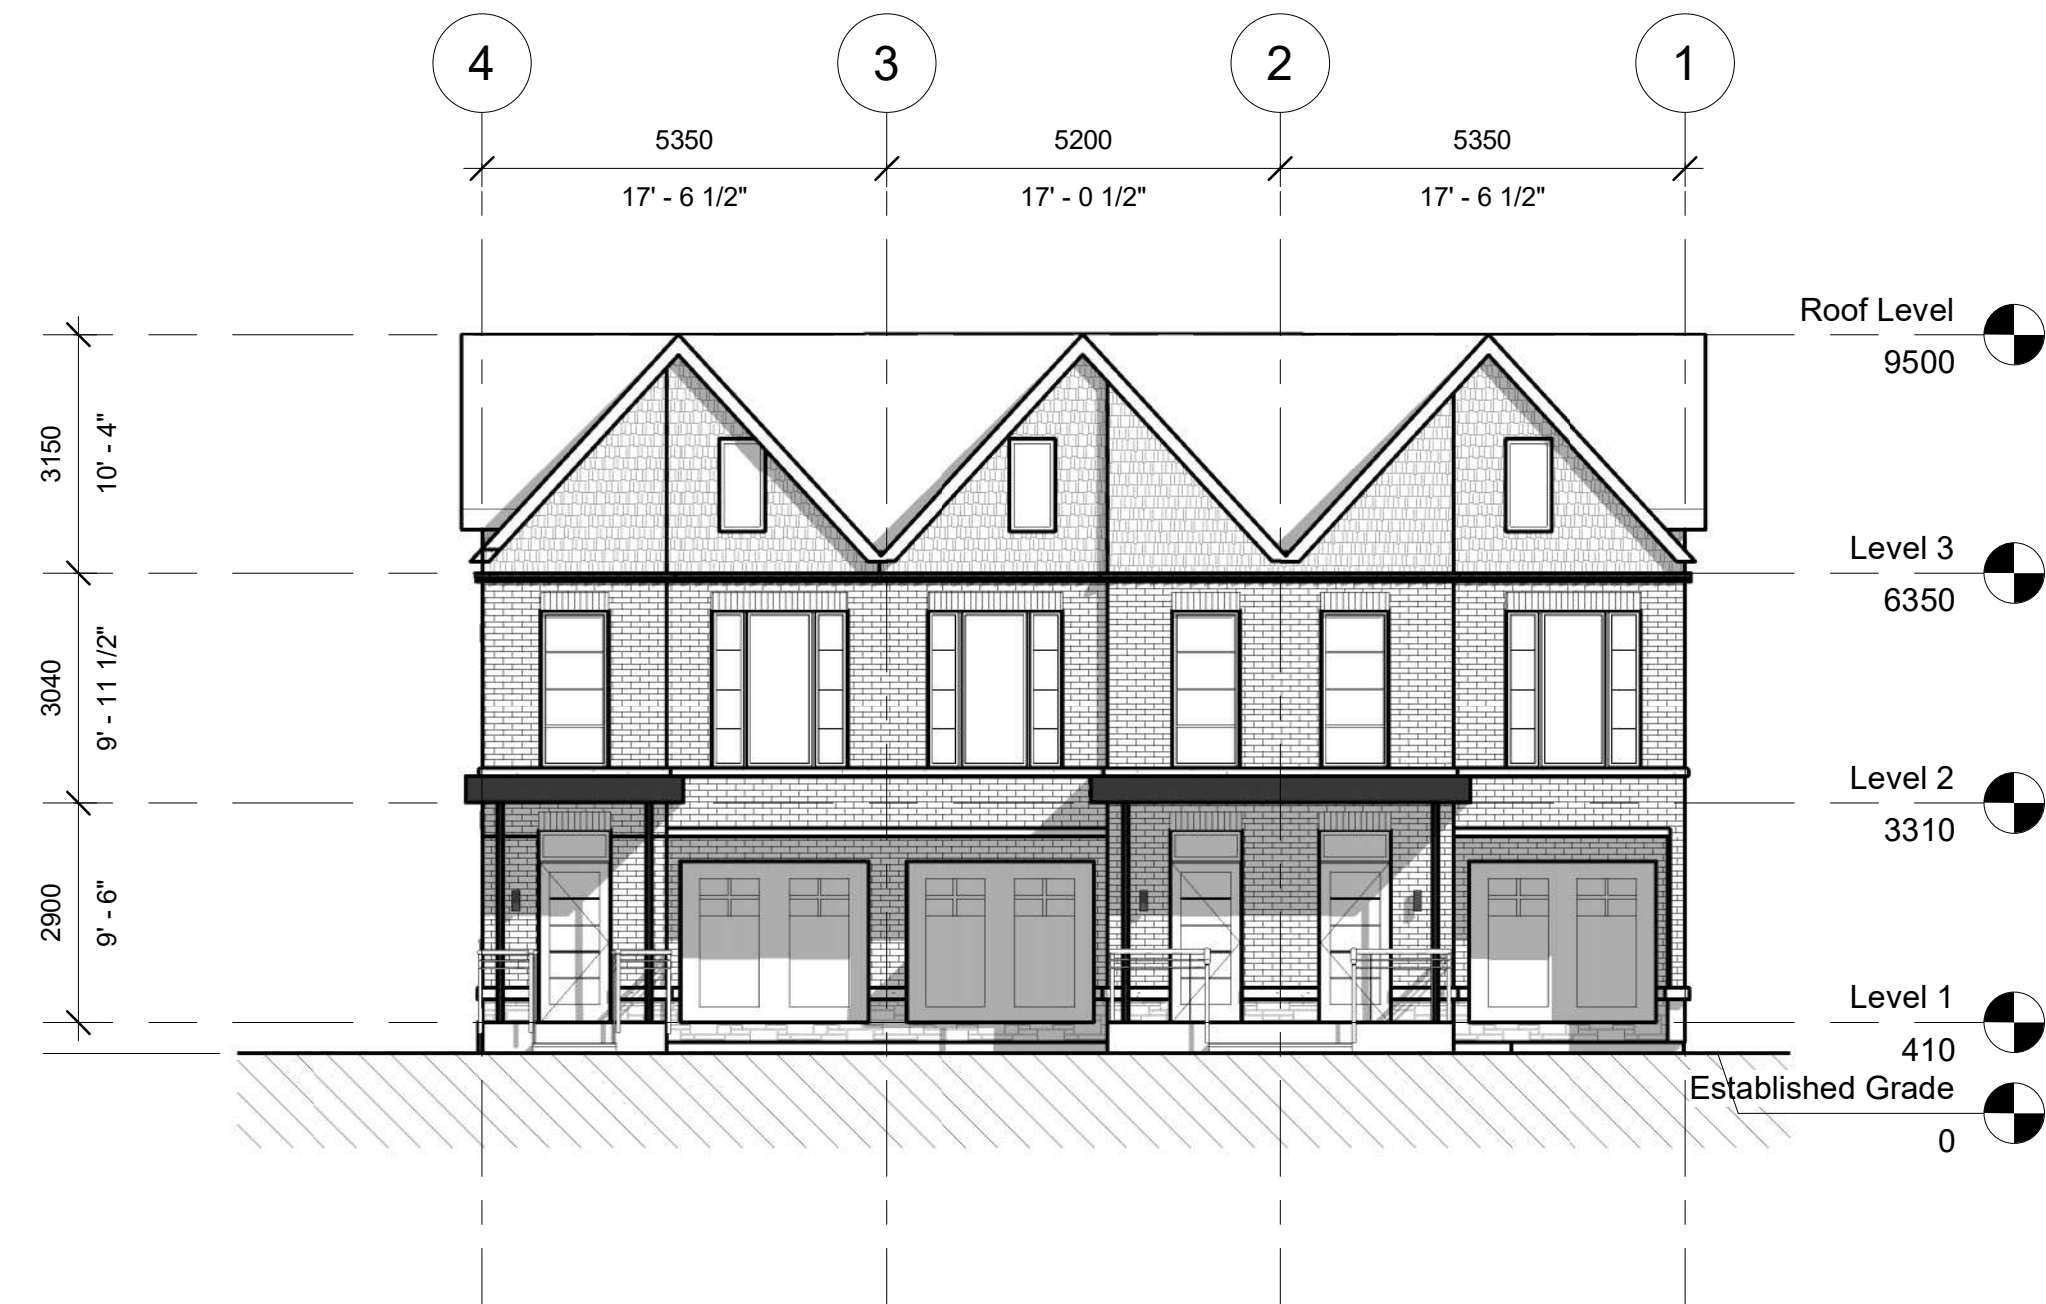 4 3 2 1
5350 5200 5350
17' - 6 1/2" 17' - 0 1/2" 17' - 6 1/2"
Roof Level
9500
3150
10' - 4"
Level 3
6350
3040
9' - 11 1/2"
Level 2
3310
2900
9' - 6"
Level 1
410
Established Grade
0